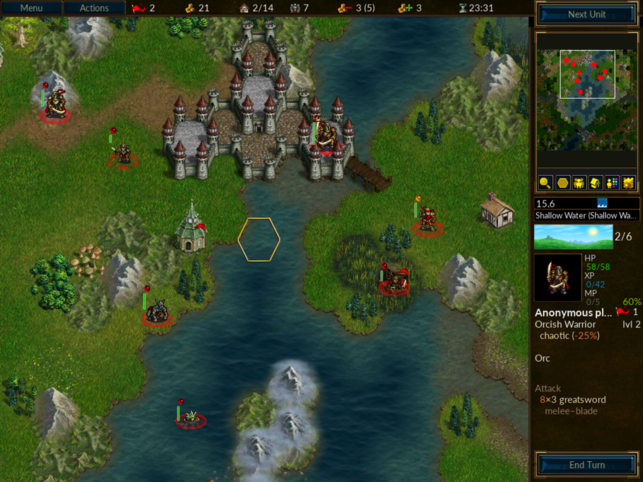 Menu Actions 2 21 2/14 7 3 (5) 3 23:31
Next Unit
15,6
Shallow Water (Shallow Wa...
2/6
HP
58/58
XP
0/42
MP
0/5 60%
Anonymous pl... 1
Orcish Warrior lvl 2
chaotic (-25%)
Orc
Attack
8×3 greatsword
melee–blade
End Turn